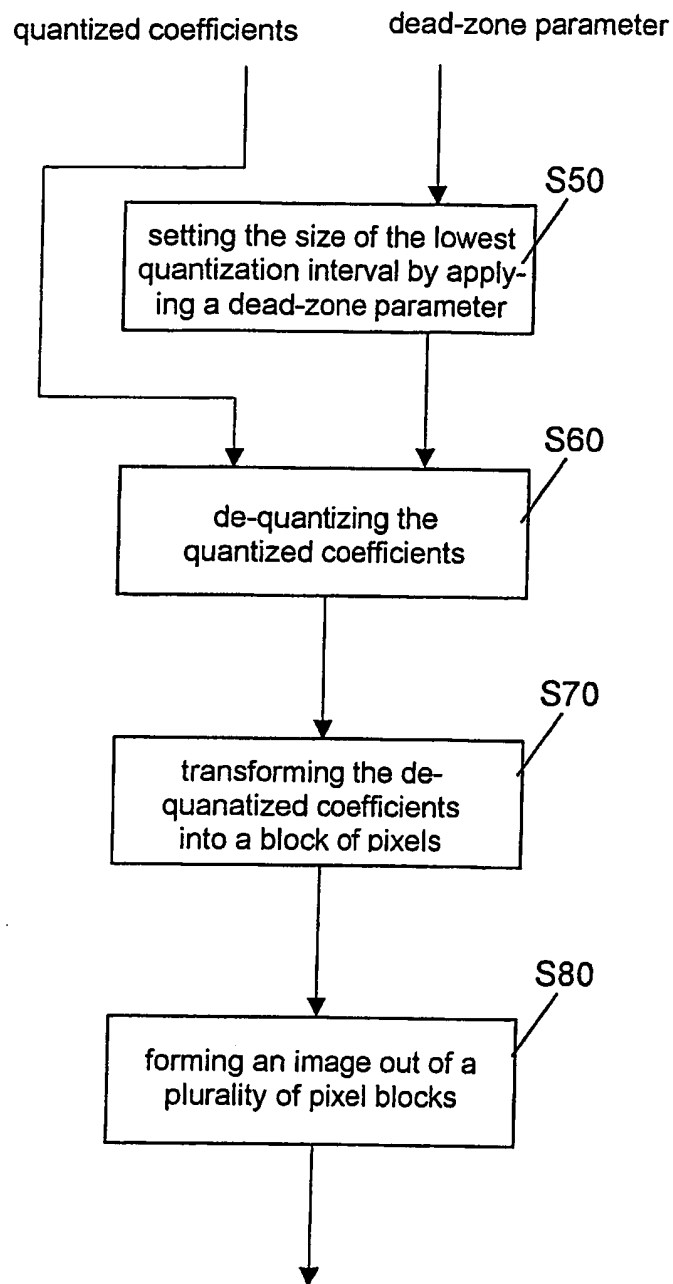 quantized coefficients
dead-zone parameter
S50
setting the size of the lowest
quantization interval by apply-
ing a dead-zone parameter
S60
de-quantizing the
quantized coefficients
S70
transforming the de-
quanatized coefficients
into a block of pixels
S80
forming an image out of a
plurality of pixel blocks